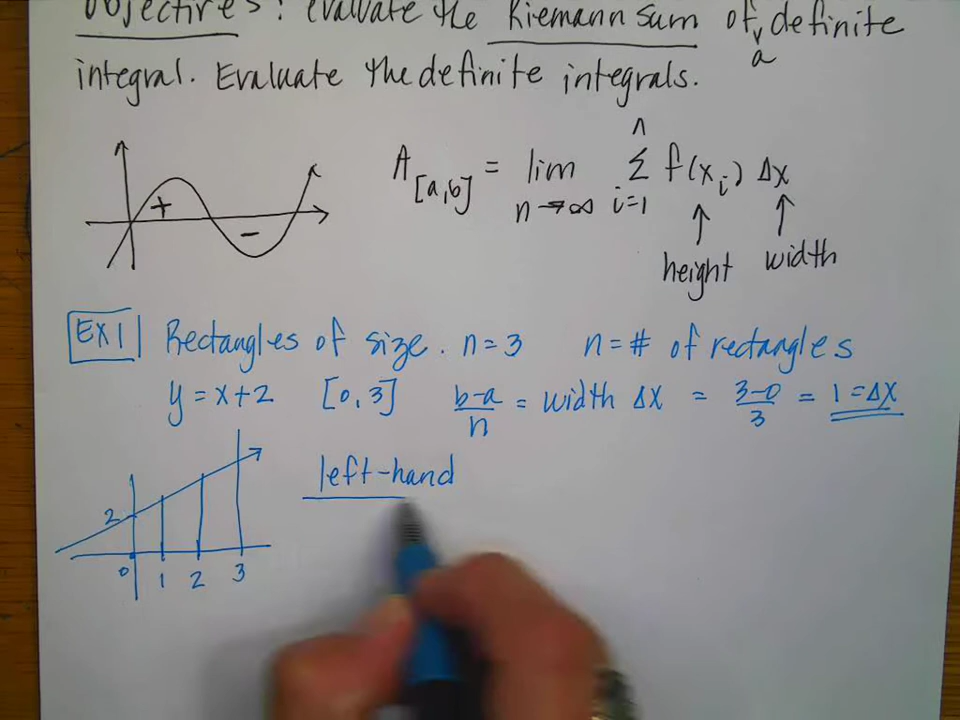 Objectives : evaluate the Riemann sum of a definite
integral. Evaluate the definite integrals.
+
-
A[a,b] = lim n→∞ n Σ i=1 f(xi) Δx
height width
EX 1 Rectangles of size. n=3 n=# of rectangles
y = x+2 [0,3] b-a/n = width Δx = 3-0/3 = 1=Δx
left-hand
2
0 1 2 3